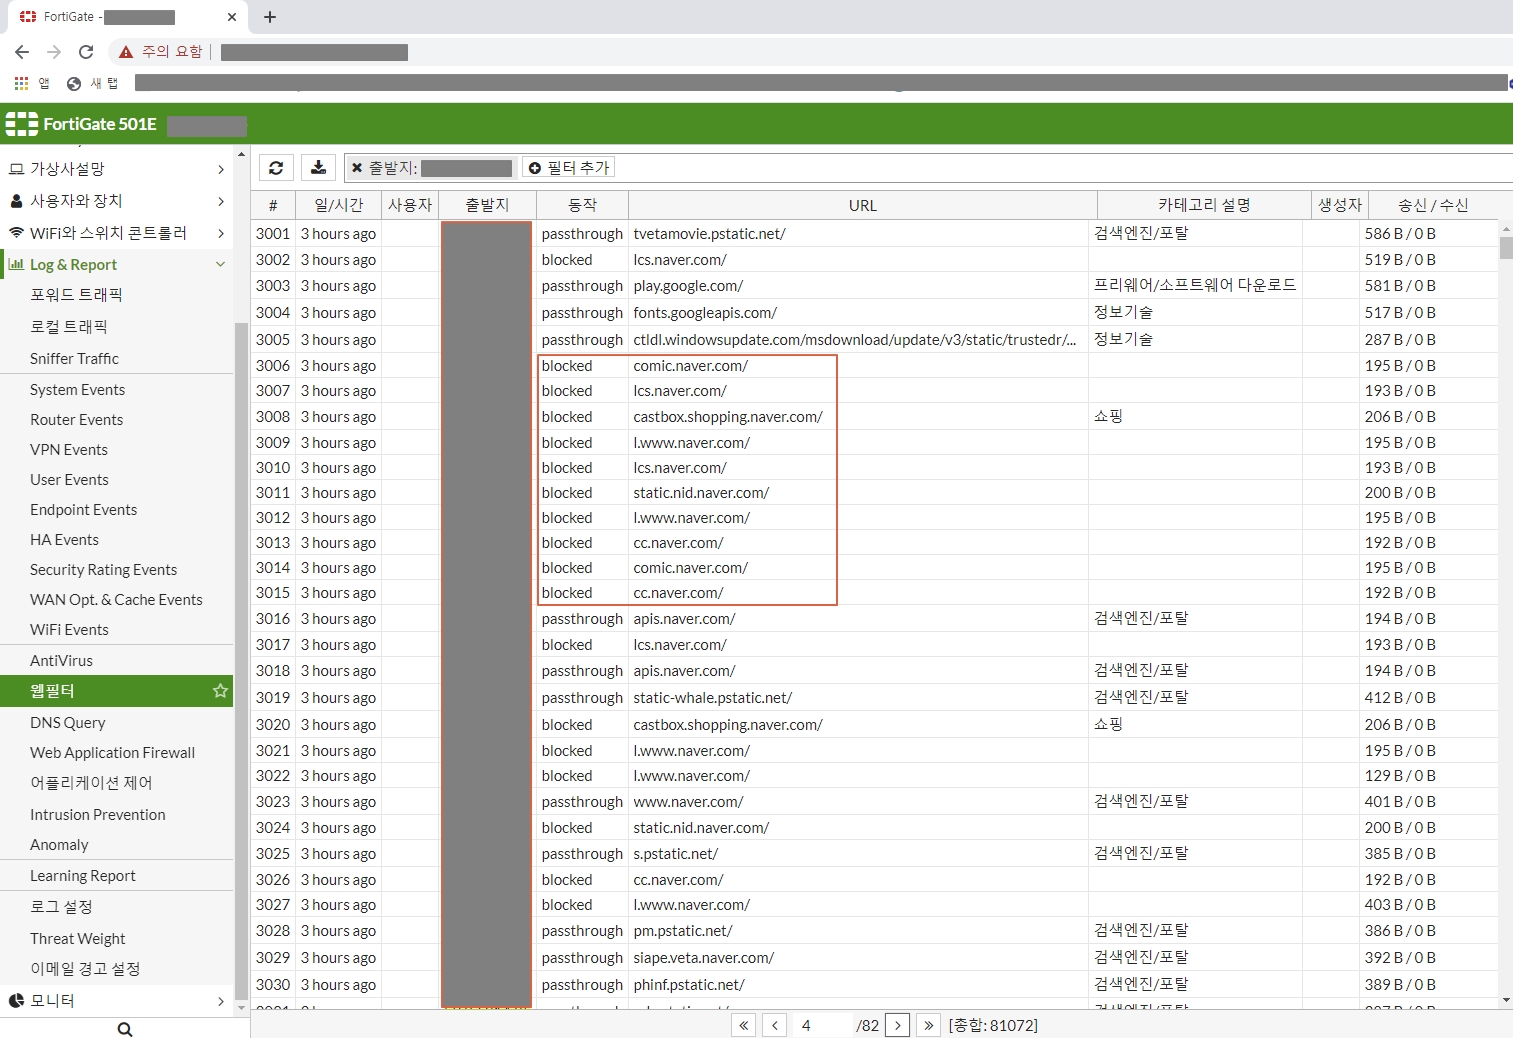 FortiGate -
주의 요함
앱 새 탭
FortiGate 501E
가상사설망
사용자와 장치
WiFi와 스위치 콘트롤러
Log & Report
포워드 트래픽
로컬 트래픽
Sniffer Traffic
System Events
Router Events
VPN Events
User Events
Endpoint Events
HA Events
Security Rating Events
WAN Opt. & Cache Events
WiFi Events
AntiVirus
웹필터
DNS Query
Web Application Firewall
어플리케이션 제어
Intrusion Prevention
Anomaly
Learning Report
로그 설정
Threat Weight
이메일 경고 설정
모니터
출발지: 필터 추가
# 일/시간 사용자 출발지 동작 URL 카테고리 설명 생성자 송신 / 수신
3001 3 hours ago passthrough tvetamovie.pstatic.net/ 검색엔진/포탈 586 B / 0 B
3002 3 hours ago blocked lcs.naver.com/ 519 B / 0 B
3003 3 hours ago passthrough play.google.com/ 프리웨어/소프트웨어 다운로드 581 B / 0 B
3004 3 hours ago passthrough fonts.googleapis.com/ 정보기술 517 B / 0 B
3005 3 hours ago passthrough ctldl.windowsupdate.com/msdownload/update/v3/static/trustedr/... 정보기술 287 B / 0 B
3006 3 hours ago blocked comic.naver.com/ 195 B / 0 B
3007 3 hours ago blocked lcs.naver.com/ 193 B / 0 B
3008 3 hours ago blocked castbox.shopping.naver.com/ 쇼핑 206 B / 0 B
3009 3 hours ago blocked l.www.naver.com/ 195 B / 0 B
3010 3 hours ago blocked lcs.naver.com/ 193 B / 0 B
3011 3 hours ago blocked static.nid.naver.com/ 200 B / 0 B
3012 3 hours ago blocked l.www.naver.com/ 195 B / 0 B
3013 3 hours ago blocked cc.naver.com/ 192 B / 0 B
3014 3 hours ago blocked comic.naver.com/ 195 B / 0 B
3015 3 hours ago blocked cc.naver.com/ 192 B / 0 B
3016 3 hours ago passthrough apis.naver.com/ 검색엔진/포탈 194 B / 0 B
3017 3 hours ago blocked lcs.naver.com/ 193 B / 0 B
3018 3 hours ago passthrough apis.naver.com/ 검색엔진/포탈 194 B / 0 B
3019 3 hours ago passthrough static-whale.pstatic.net/ 검색엔진/포탈 412 B / 0 B
3020 3 hours ago blocked castbox.shopping.naver.com/ 쇼핑 206 B / 0 B
3021 3 hours ago blocked l.www.naver.com/ 195 B / 0 B
3022 3 hours ago blocked l.www.naver.com/ 129 B / 0 B
3023 3 hours ago passthrough www.naver.com/ 검색엔진/포탈 401 B / 0 B
3024 3 hours ago blocked static.nid.naver.com/ 200 B / 0 B
3025 3 hours ago passthrough s.pstatic.net/ 검색엔진/포탈 385 B / 0 B
3026 3 hours ago blocked cc.naver.com/ 192 B / 0 B
3027 3 hours ago blocked l.www.naver.com/ 403 B / 0 B
3028 3 hours ago passthrough pm.pstatic.net/ 검색엔진/포탈 386 B / 0 B
3029 3 hours ago passthrough siape.veta.naver.com/ 검색엔진/포탈 392 B / 0 B
3030 3 hours ago passthrough phinf.pstatic.net/ 검색엔진/포탈 389 B / 0 B
4 /82 [종합: 81072]